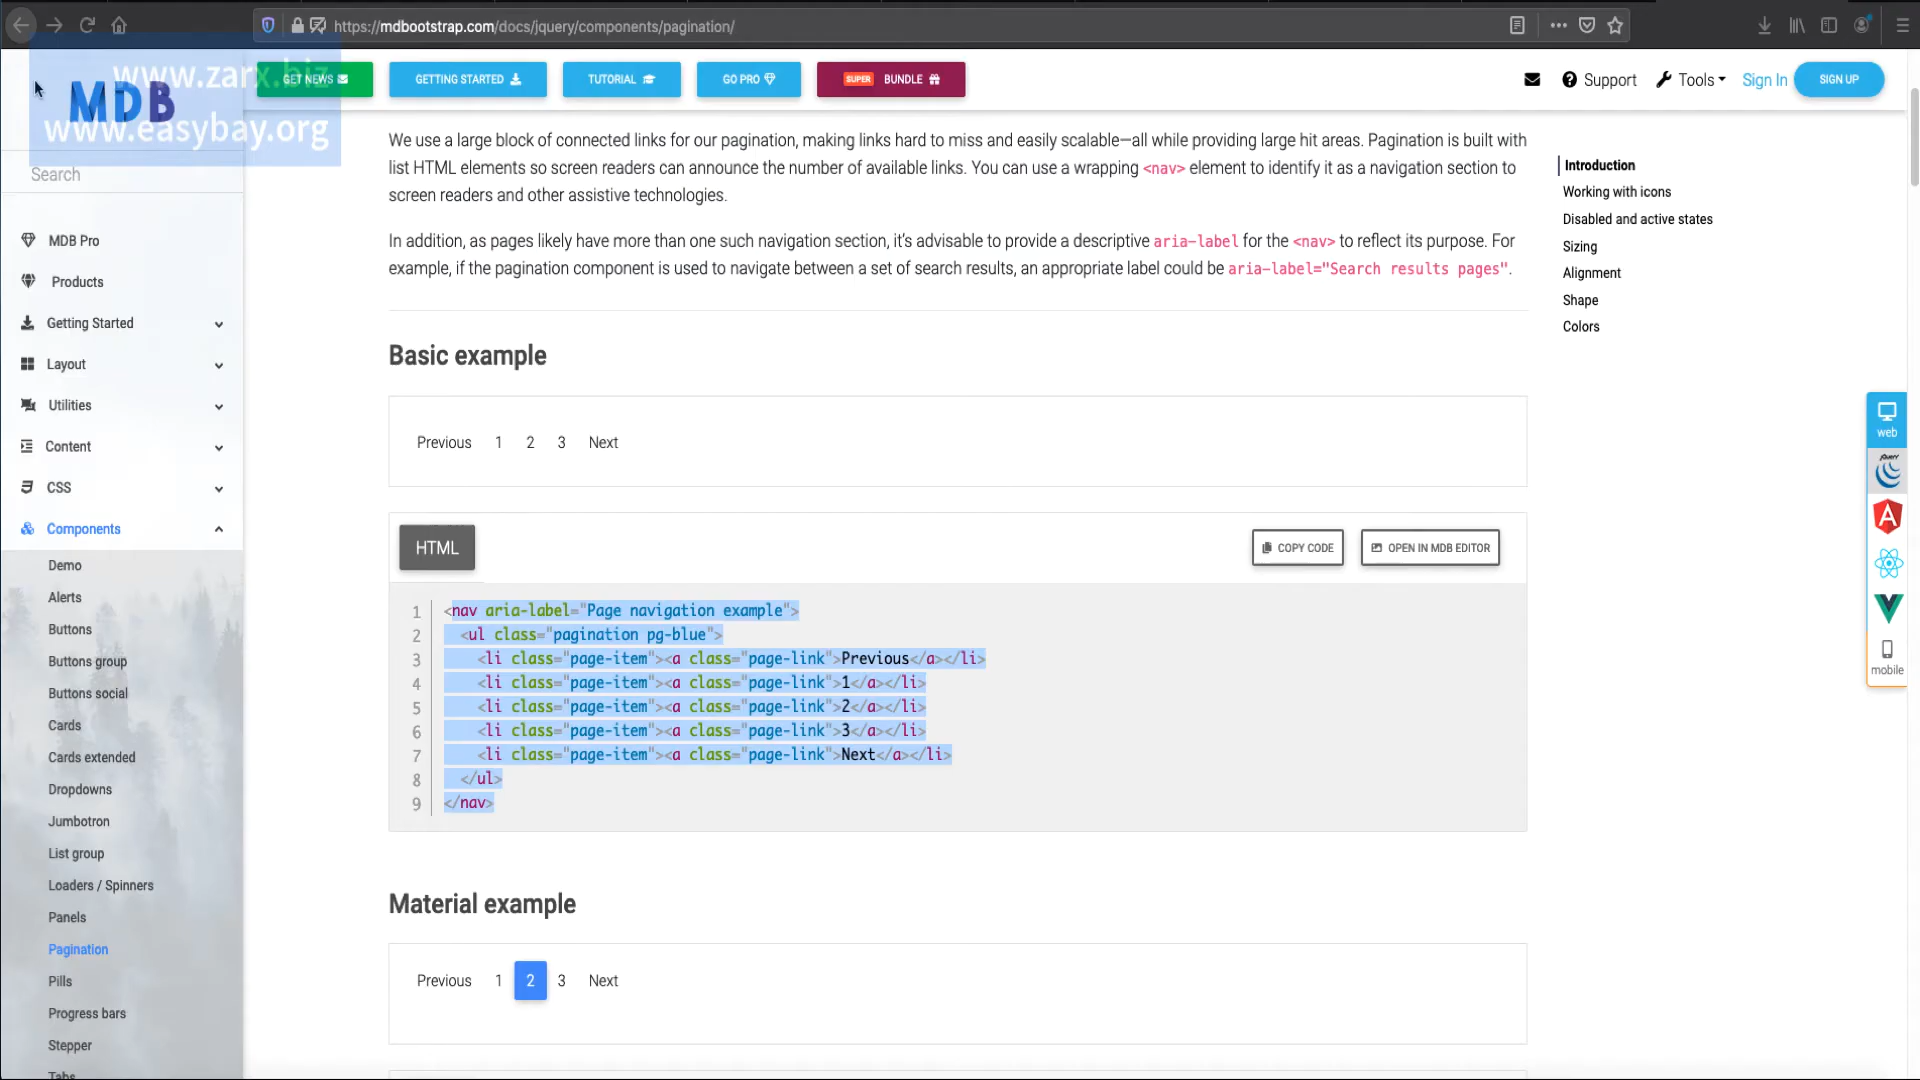 https://mdbootstrap.com/docs/jquery/components/pagination/
www.zarx.biz
www.easybay.org
MDB
GET NEWS
GETTING STARTED
TUTORIAL
GO PRO
SUPER BUNDLE
Support
Tools
Sign In
SIGN UP
Search
MDB Pro
Products
Getting Started
Layout
Utilities
Content
CSS
Components
Demo
Alerts
Buttons
Buttons group
Buttons social
Cards
Cards extended
Dropdowns
Jumbotron
List group
Loaders / Spinners
Panels
Pagination
Pills
Progress bars
Stepper
Tabs
We use a large block of connected links for our pagination, making links hard to miss and easily scalable—all while providing large hit areas. Pagination is built with
list HTML elements so screen readers can announce the number of available links. You can use a wrapping <nav> element to identify it as a navigation section to
screen readers and other assistive technologies.
In addition, as pages likely have more than one such navigation section, it's advisable to provide a descriptive aria-label for the <nav> to reflect its purpose. For
example, if the pagination component is used to navigate between a set of search results, an appropriate label could be aria-label="Search results pages".
Basic example
Previous 1 2 3 Next
HTML
COPY CODE
OPEN IN MDB EDITOR
1 <nav aria-label="Page navigation example">
2 <ul class="pagination pg-blue">
3 <li class="page-item"><a class="page-link">Previous</a></li>
4 <li class="page-item"><a class="page-link">1</a></li>
5 <li class="page-item"><a class="page-link">2</a></li>
6 <li class="page-item"><a class="page-link">3</a></li>
7 <li class="page-item"><a class="page-link">Next</a></li>
8 </ul>
9 </nav>
Material example
Previous 1 2 3 Next
Introduction
Working with icons
Disabled and active states
Sizing
Alignment
Shape
Colors
web
jQuery
mobile